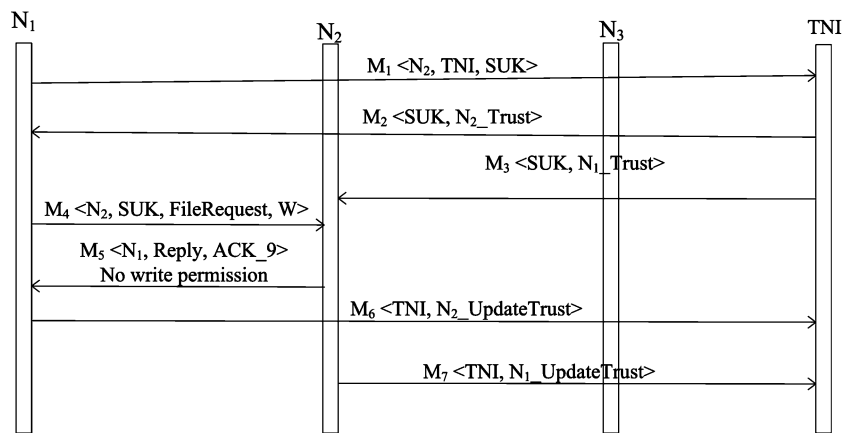 N₁
N₂
N₃
TNI
M₁ <N₂, TNI, SUK>
M₂ <SUK, N₂_Trust>
M₃ <SUK, N₁_Trust>
M₄ <N₂, SUK, FileRequest, W>
M₅ <N₁, Reply, ACK_9>
No write permission
M₆ <TNI, N₂_UpdateTrust>
M₇ <TNI, N₁_UpdateTrust>